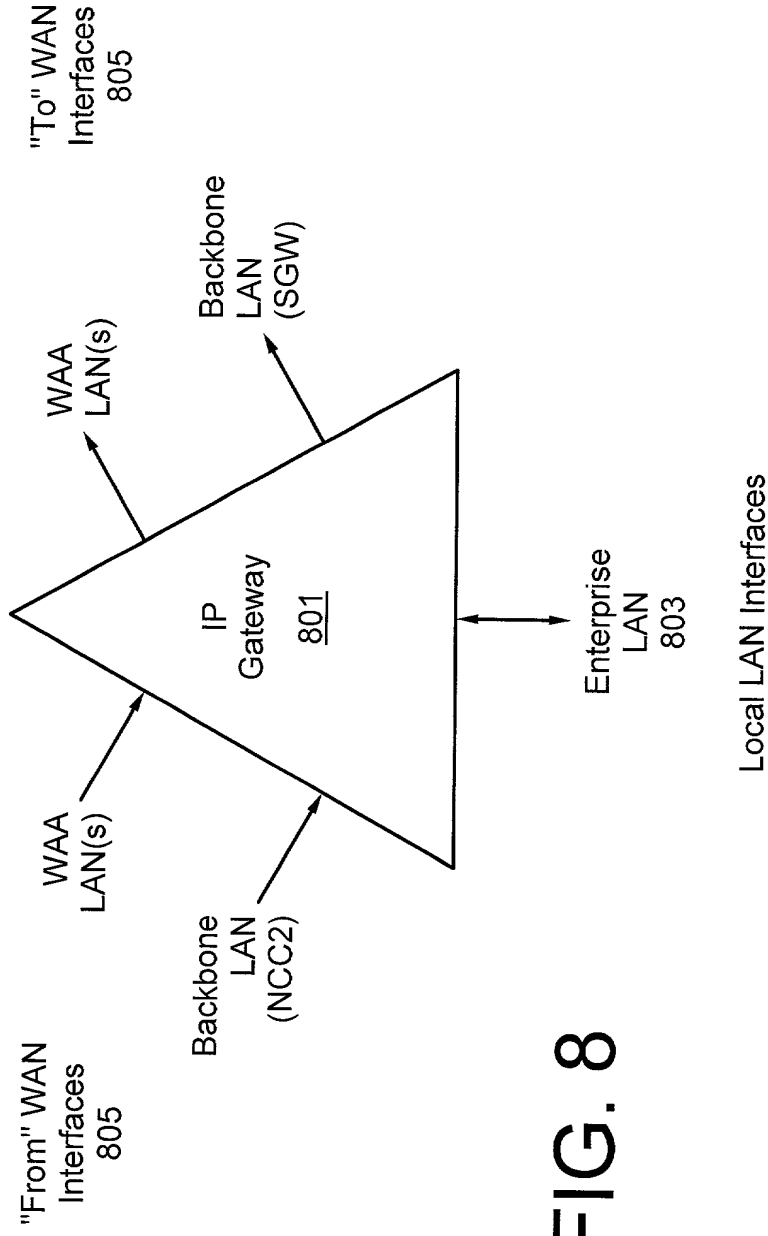 "From" WAN
Interfaces
805
"To" WAN
Interfaces
805
WAA
LAN(s)
WAA
LAN(s)
Backbone
LAN
(NCC2)
Backbone
LAN
(SGW)
IP
Gateway
801
Enterprise
LAN
803
Local LAN Interfaces
FIG. 8